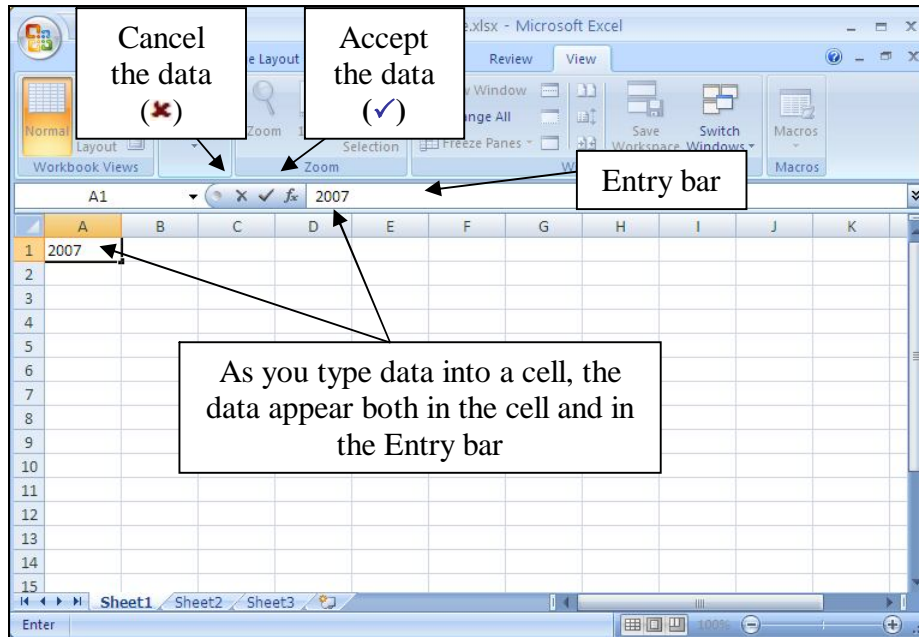 Cancel
the data
(✖)
Accept
the data
(✓)
.xlsx - Microsoft Excel
Layout
Review
View
Window
All
Normal
Layout
Zoom
Selection
Freeze Panes
Save
Workspace
Switch
Windows
Macros
Workbook Views
Zoom
Macros
Entry bar
A1
fx
2007
A B C D E F G H I J K
1 2007
2
3
4
5
6
7
8
9
10
11
12
13
14
15
As you type data into a cell, the
data appear both in the cell and in
the Entry bar
Sheet1 Sheet2 Sheet3
Enter
100%